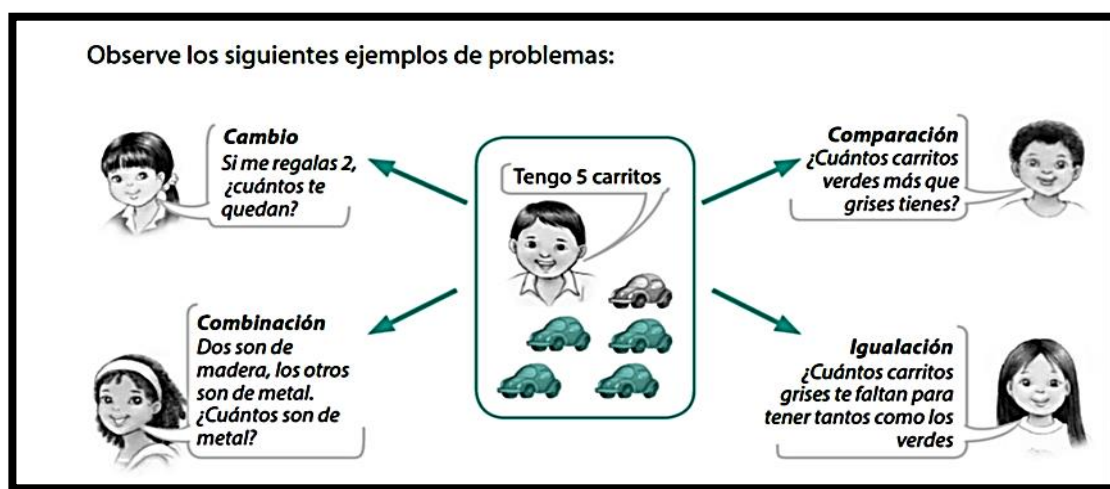 Observe los siguientes ejemplos de problemas:
Cambio
Si me regalas 2,
¿cuántos te
quedan?
Tengo 5 carritos
Comparación
¿Cuántos carritos
verdes más que
grises tienes?
Combinación
Dos son de
madera, los otros
son de metal.
¿Cuántos son de
metal?
Igualación
¿Cuántos carritos
grises te faltan para
tener tantos como los
verdes